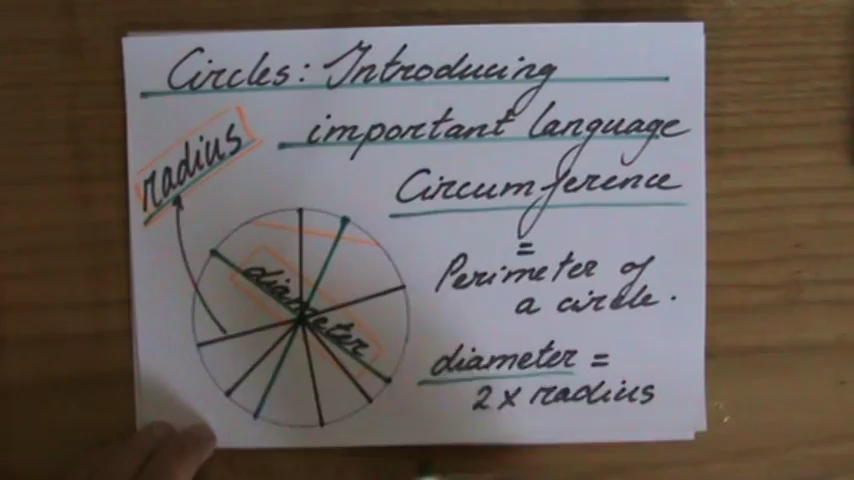 Circles: Introducing
important language
radius
Circumference
=
Perimeter of
a circle.
diameter
diameter =
2 x radius